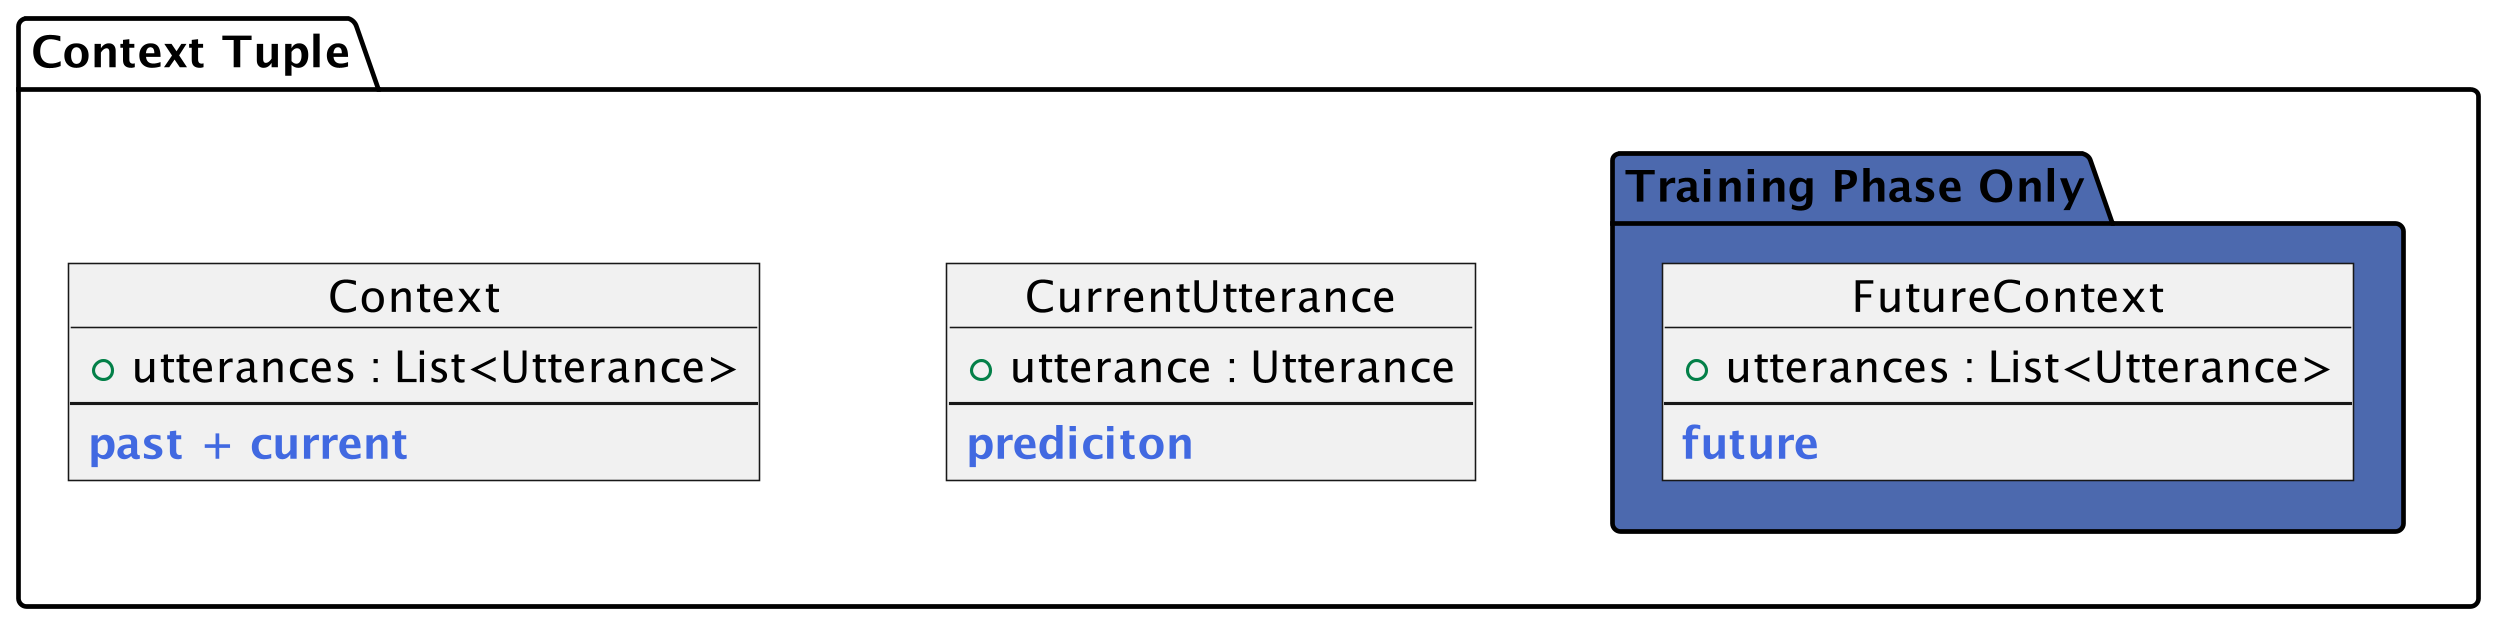 Context Tuple
Training Phase Only
Context
utterances : List<Utterance>
past + current
CurrentUtterance
utterance : Utterance
prediciton
FutureContext
utterances : List<Utterance>
future